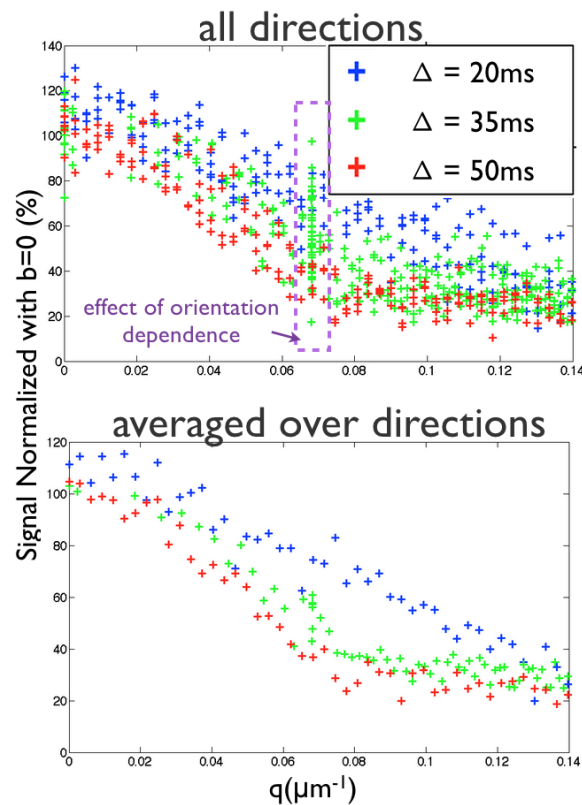 all directions
Δ = 20ms
Δ = 35ms
Δ = 50ms
140
120
100
80
60
40
20
0
effect of orientation
dependence
0 0.02 0.04 0.06 0.08 0.1 0.12 0.14
Signal Normalized with b=0 (%)
averaged over directions
120
100
80
60
40
20
0
0 0.02 0.04 0.06 0.08 0.1 0.12 0.14
q(μm⁻¹)